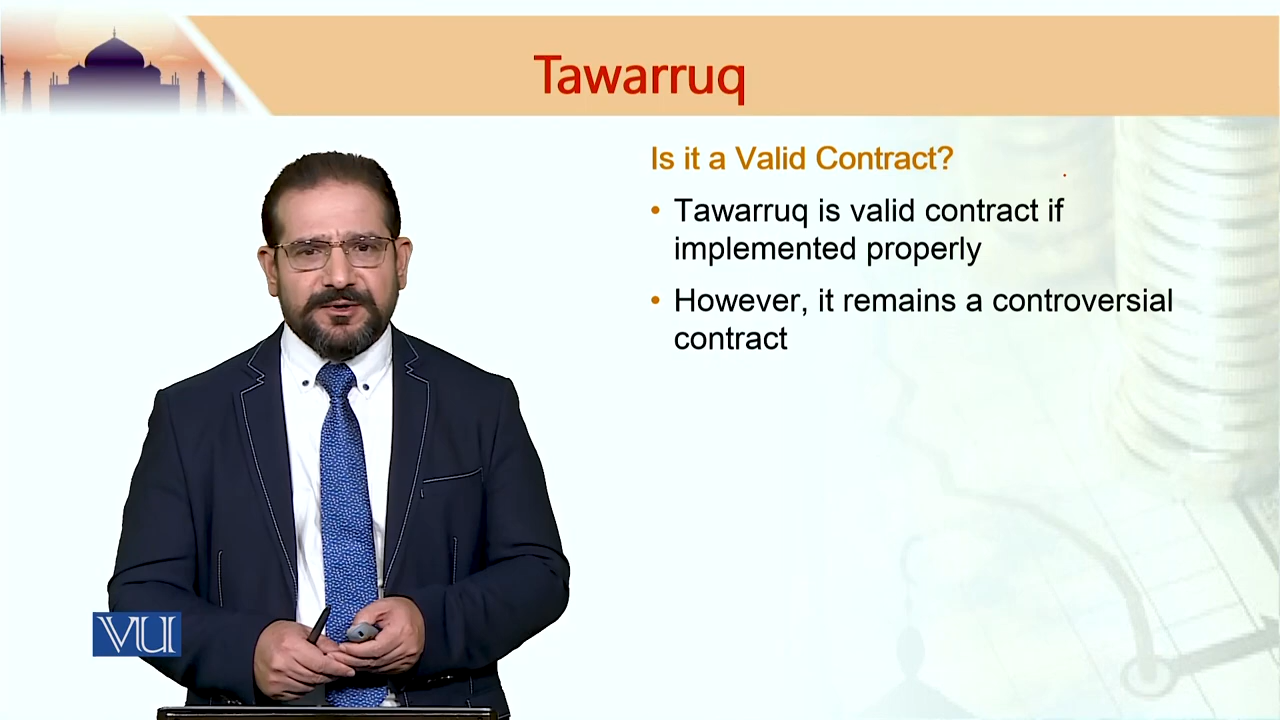 Tawarruq
Is it a Valid Contract?
• Tawarruq is valid contract if
implemented properly
• However, it remains a controversial
contract
VU